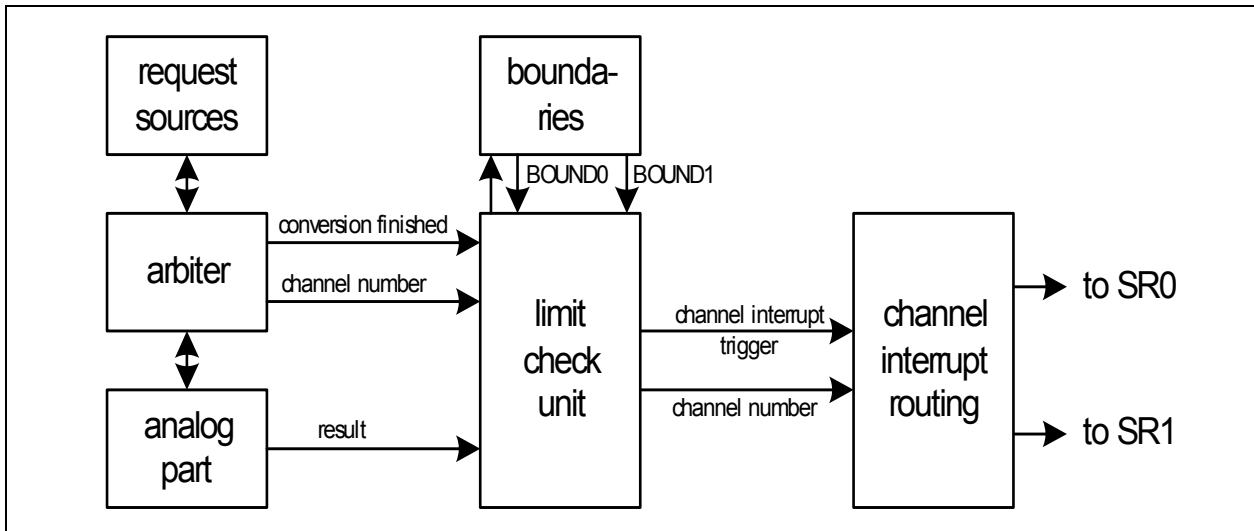 request
sources
bounda-
ries
BOUND0
BOUND1
arbiter
conversion finished
channel number
limit
check
unit
channel interrupt
trigger
channel number
channel
interrupt
routing
to SR0
to SR1
analog
part
result